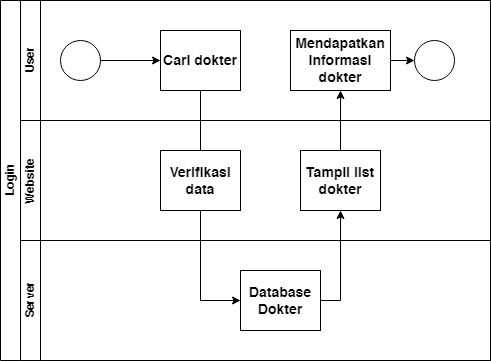 Login
User
Cari dokter
Mendapatkan
informasi
dokter
Website
Verifikasi
data
Tampil list
dokter
Server
Database
Dokter